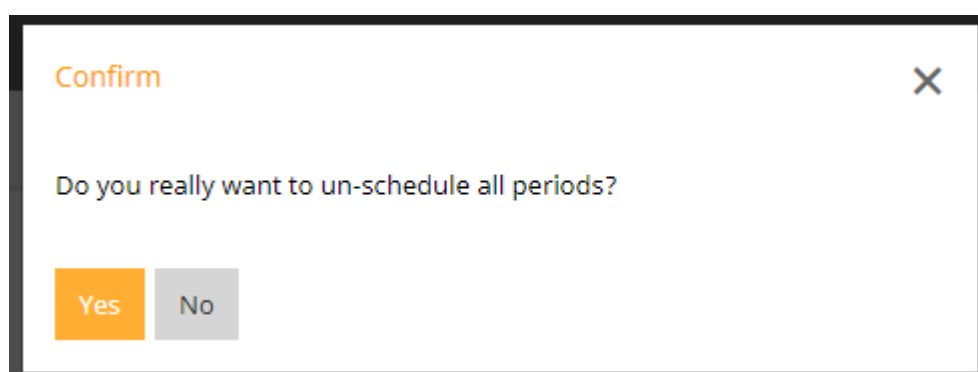 Confirm
Do you really want to un-schedule all periods?
Yes
No